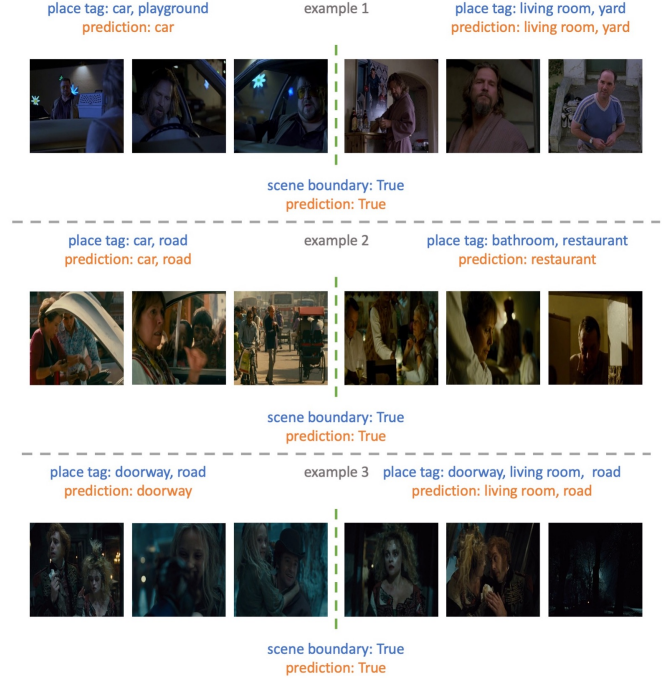 place tag: car, playground
prediction: car
example 1
place tag: living room, yard
prediction: living room, yard
scene boundary: True
prediction: True
place tag: car, road
prediction: car, road
example 2
place tag: bathroom, restaurant
prediction: restaurant
scene boundary: True
prediction: True
place tag: doorway, road
prediction: doorway
example 3
place tag: doorway, living room, road
prediction: living room, road
scene boundary: True
prediction: True